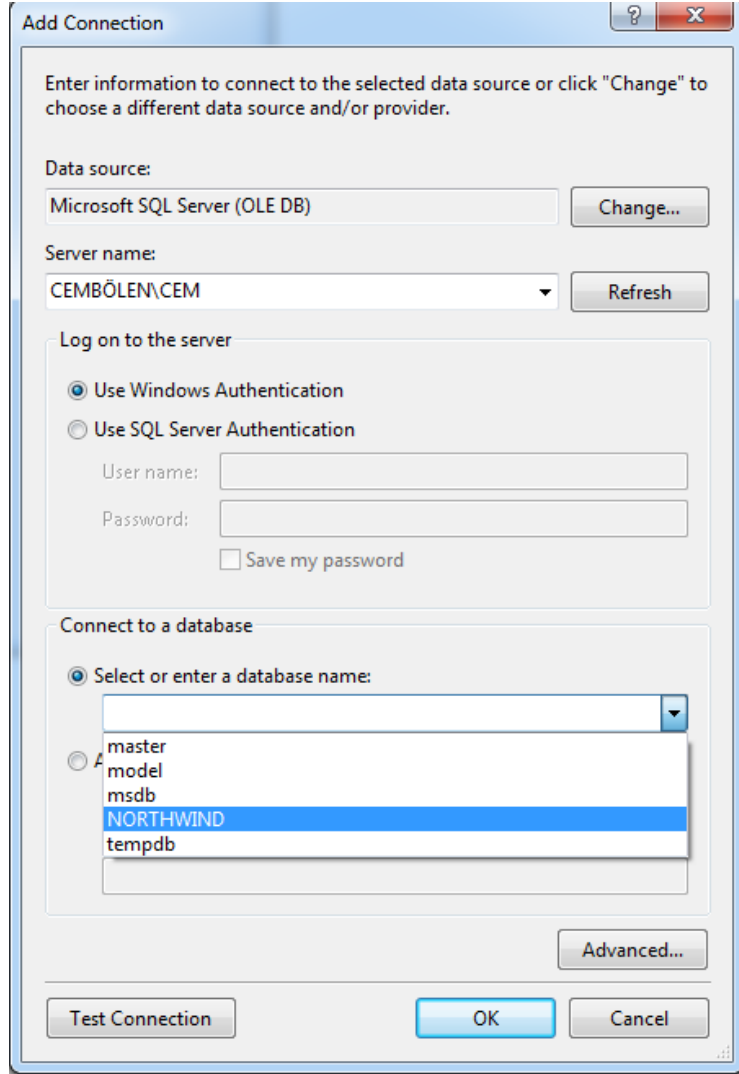 Add Connection
Enter information to connect to the selected data source or click "Change" to
choose a different data source and/or provider.
Data source:
Microsoft SQL Server (OLE DB)
Change...
Server name:
CEMBÖLEN\CEM
Refresh
Log on to the server
Use Windows Authentication
Use SQL Server Authentication
User name:
Password:
Save my password
Connect to a database
Select or enter a database name:
master
model
msdb
NORTHWIND
tempdb
Advanced...
Test Connection
OK
Cancel